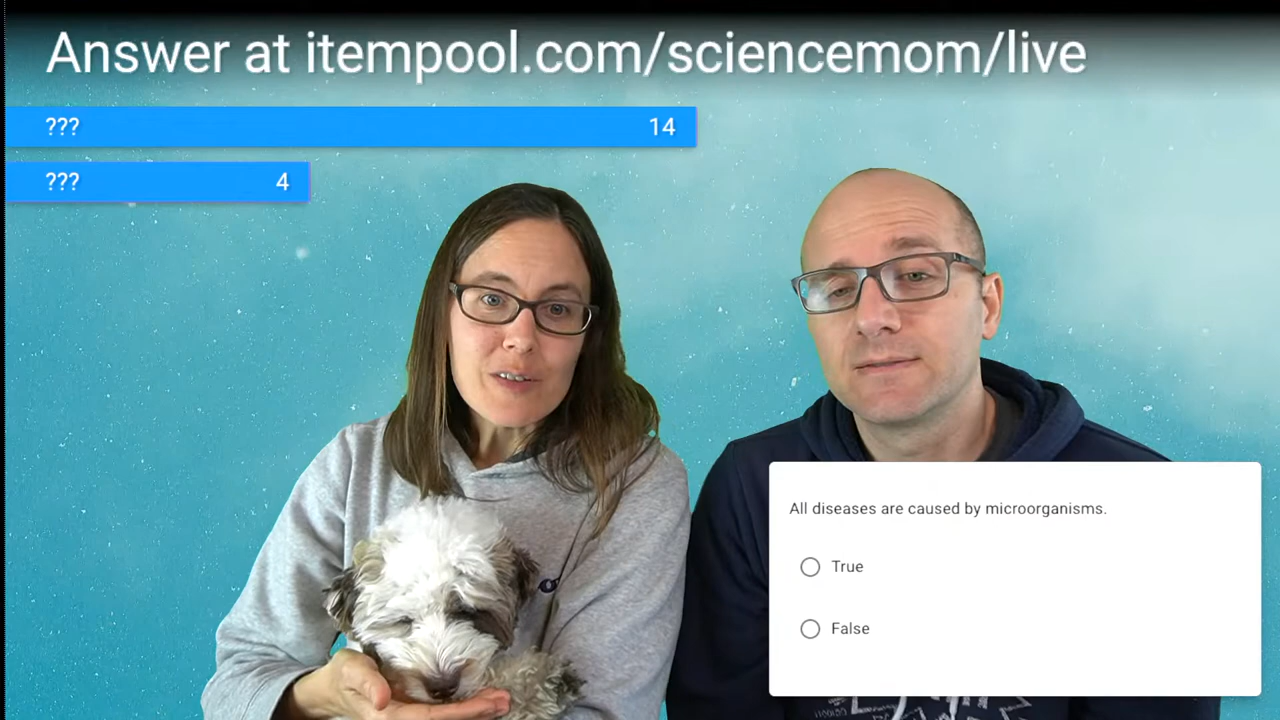 Answer at itempool.com/sciencemom/live
??? 14
??? 4
All diseases are caused by microorganisms.
True
False